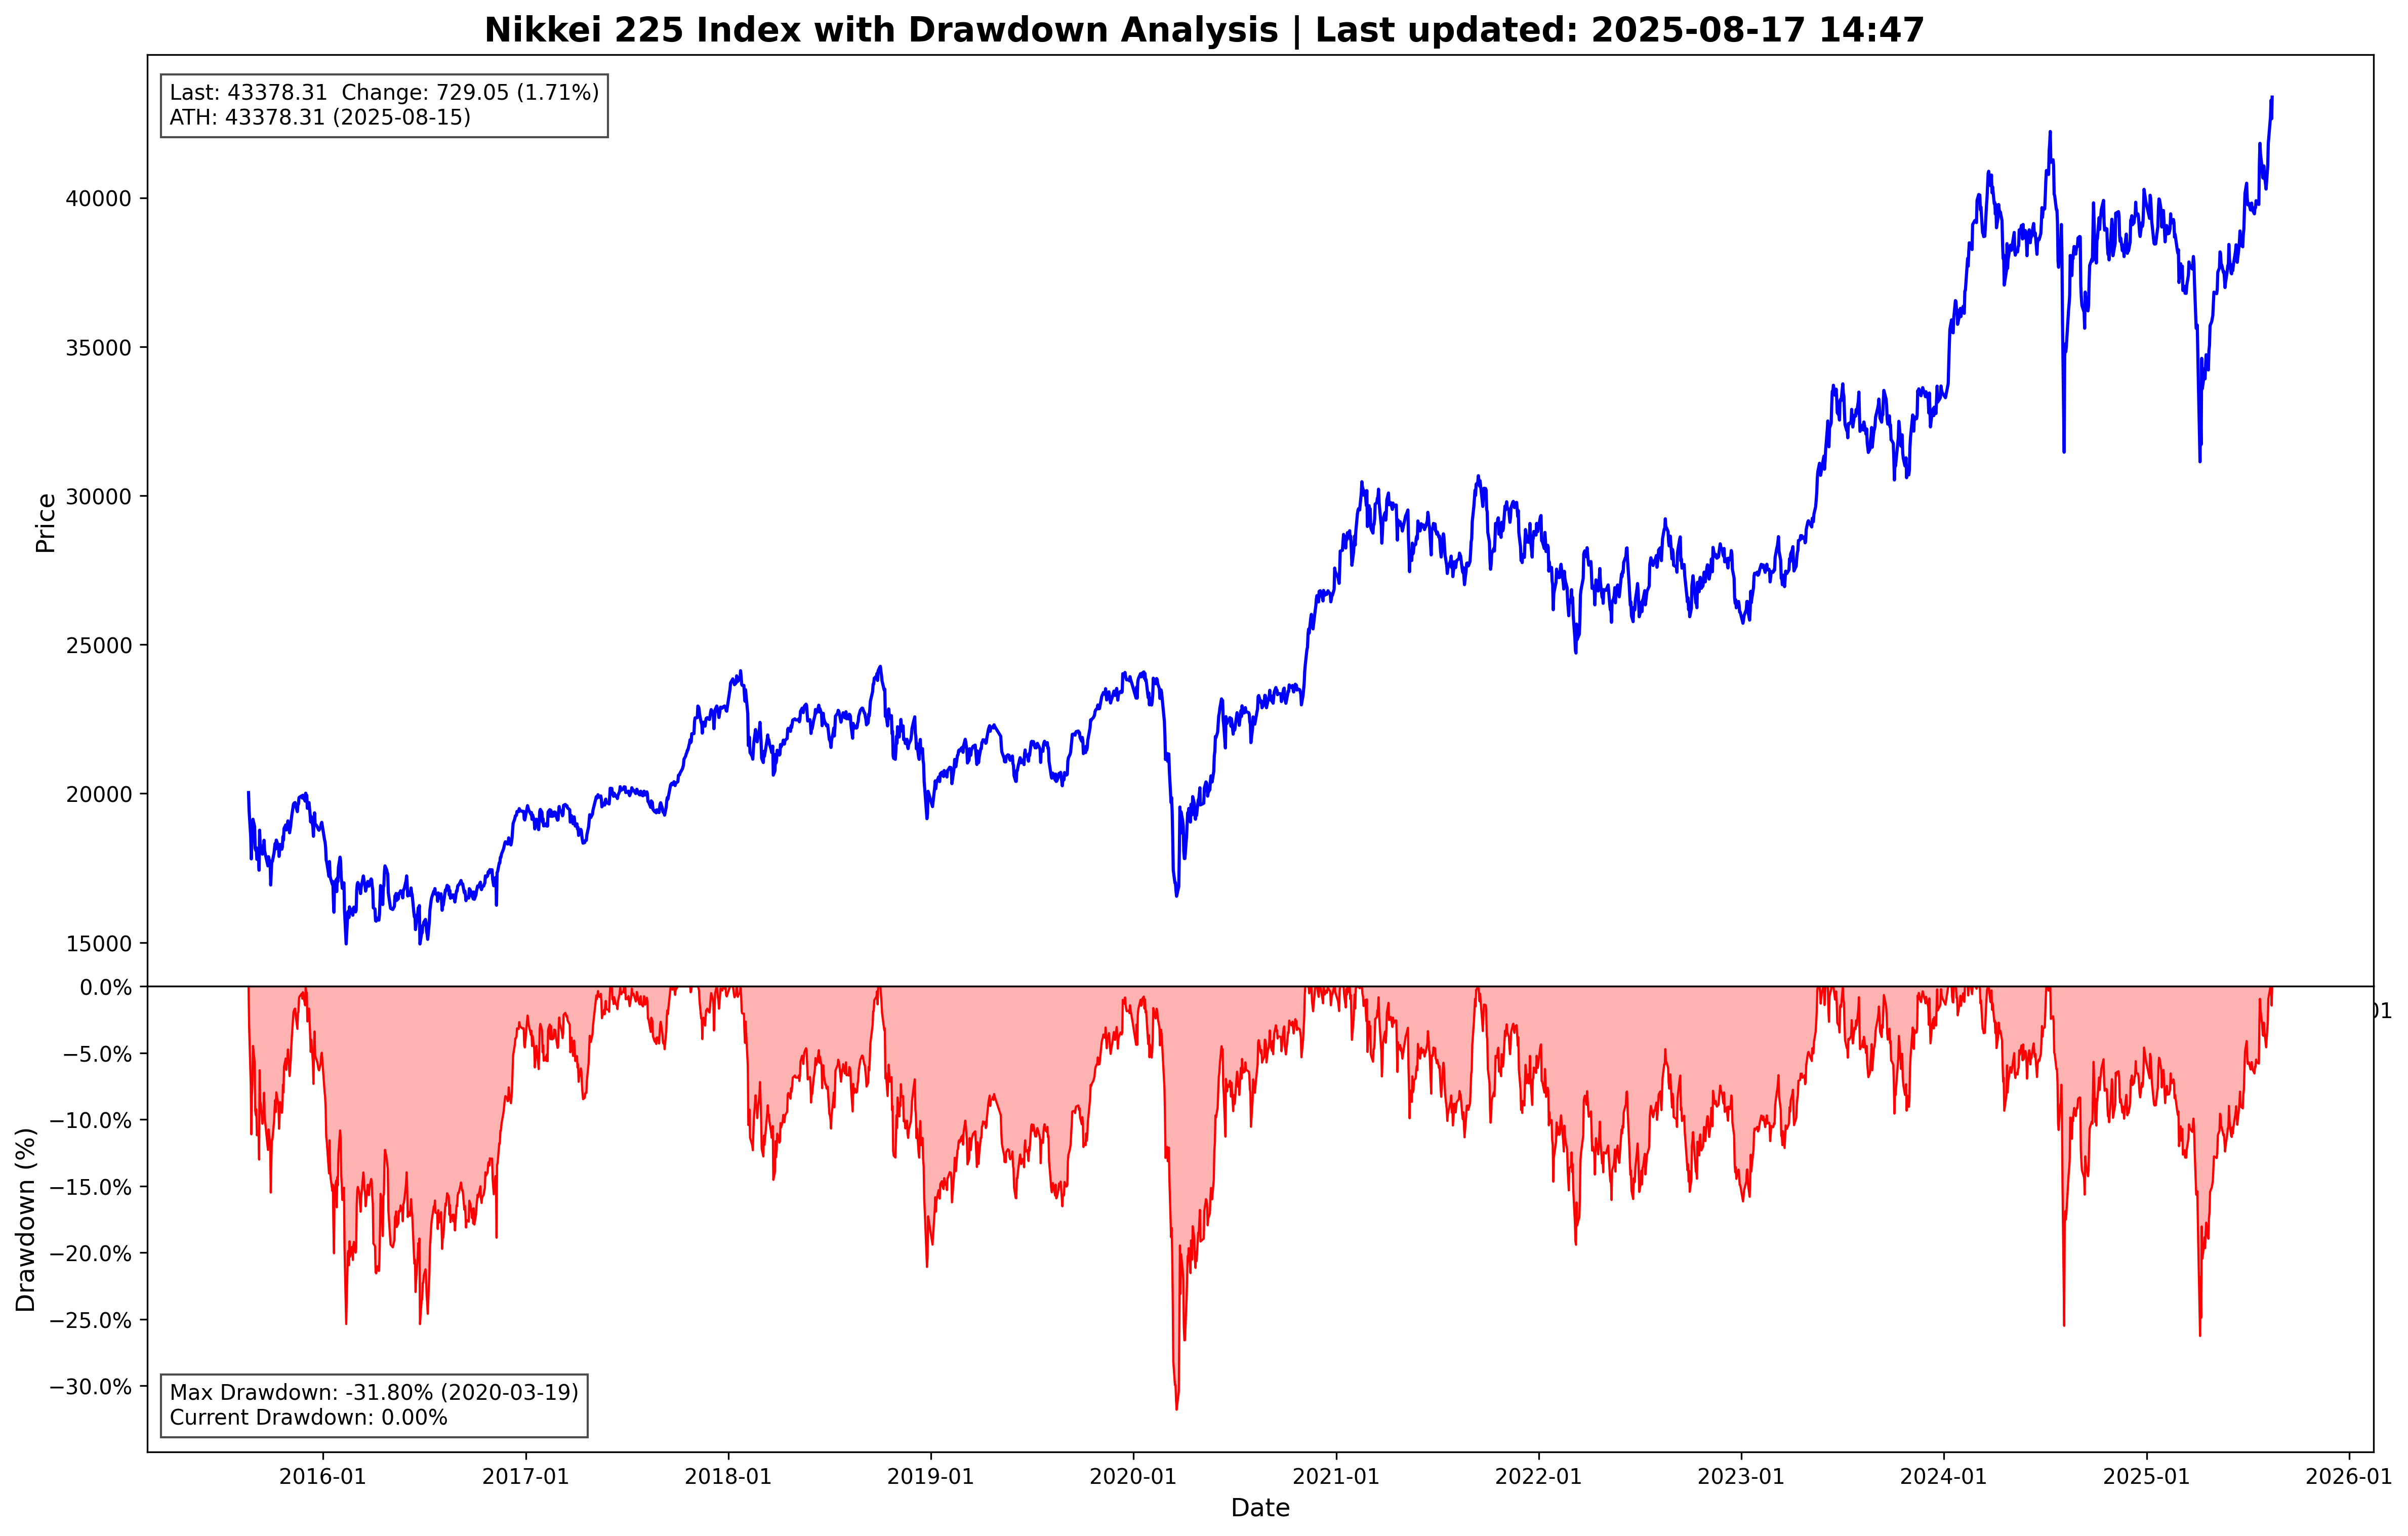 Nikkei 225 Index with Drawdown Analysis | Last updated: 2025-08-17 14:47
Last: 43378.31  Change: 729.05 (1.71%)
ATH: 43378.31 (2025-08-15)
Price
40000
35000
30000
25000
20000
15000
01
Drawdown (%)
0.0%
−5.0%
−10.0%
−15.0%
−20.0%
−25.0%
−30.0%
Max Drawdown: -31.80% (2020-03-19)
Current Drawdown: 0.00%
2016-01 2017-01 2018-01 2019-01 2020-01 2021-01 2022-01 2023-01 2024-01 2025-01 2026-01
Date